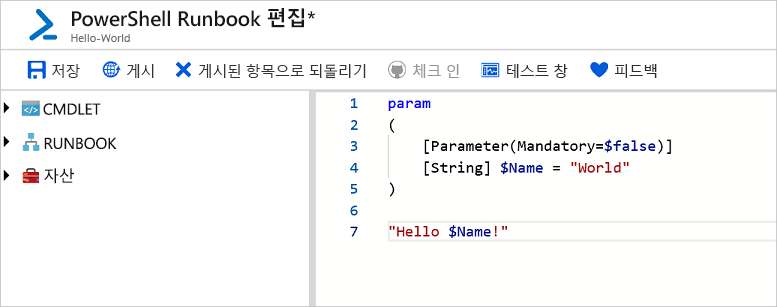 PowerShell Runbook 편집*
Hello-World
저장 게시 게시된 항목으로 되돌리기 체크 인 테스트 창 피드백
CMDLET
RUNBOOK
자산
1 param
2 (
3 [Parameter(Mandatory=$false)]
4 [String] $Name = "World"
5 )
6
7 "Hello $Name!"